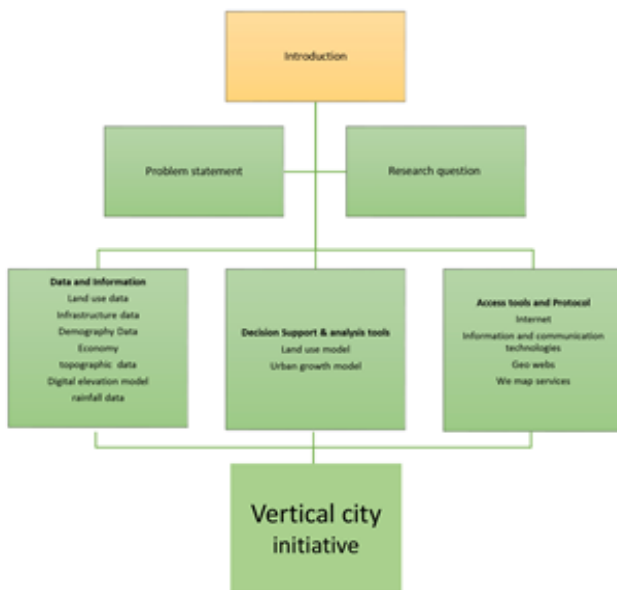 Introduction
Problem statement
Research question
Data and Information
Land use data
Infrastructure data
Demography Data
Economy
topographic data
Digital elevation model
rainfall data
Decision Support & analysis tools
Land use model
Urban growth model
Access tools and Protocol
Internet
Information and communication
technologies
Geo webs
We map services
Vertical city
initiative